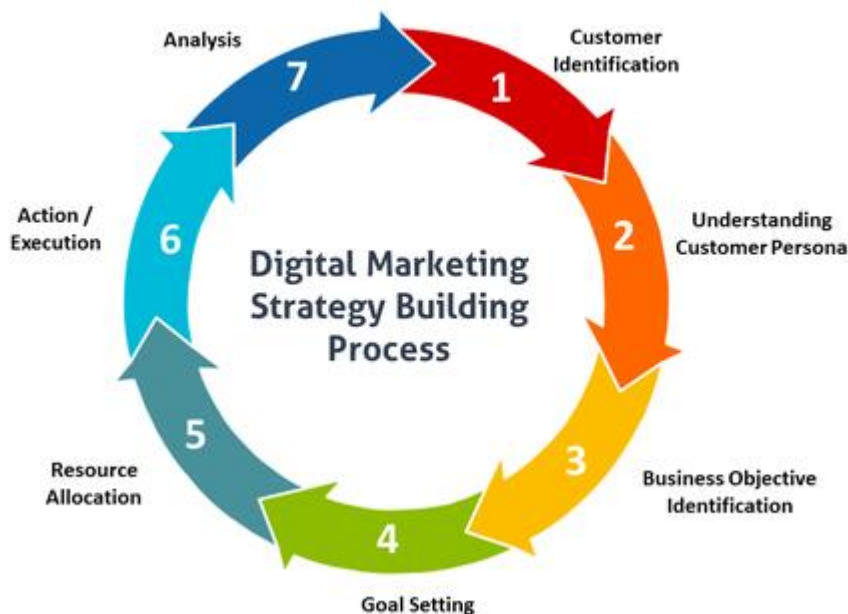 Digital Marketing
Strategy Building
Process
1
Customer
Identification
2
Understanding
Customer Persona
3
Business Objective
Identification
4
Goal Setting
5
Resource
Allocation
6
Action /
Execution
7
Analysis